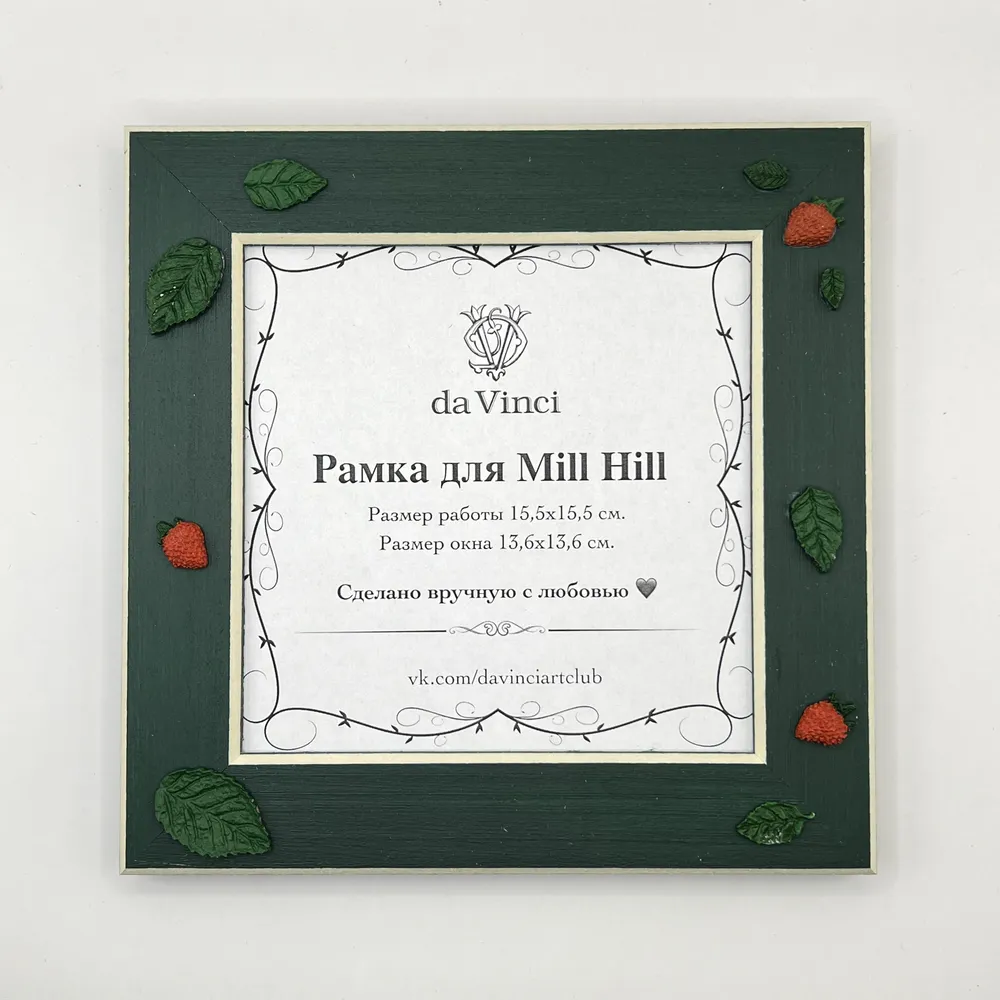 da Vinci
Рамка для Mill Hill
Размер работы 15,5х15,5 см.
Размер окна 13,6х13,6 см.
Сделано вручную с любовью 🖤
vk.com/davinciartclub